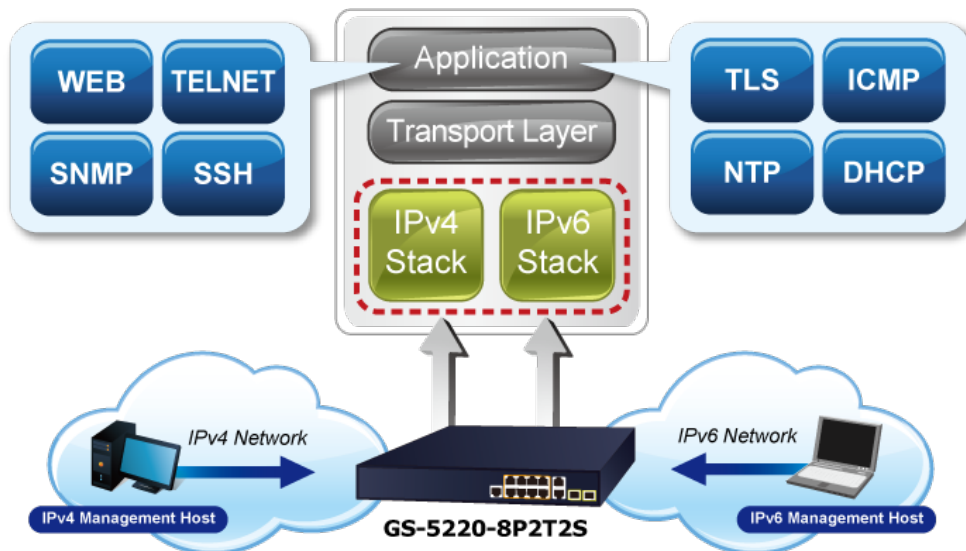 Application
WEB
TELNET
TLS
ICMP
Transport Layer
SNMP
SSH
NTP
DHCP
IPv4
Stack
IPv6
Stack
IPv4 Network
IPv6 Network
IPv4 Management Host
GS-5220-8P2T2S
IPv6 Management Host